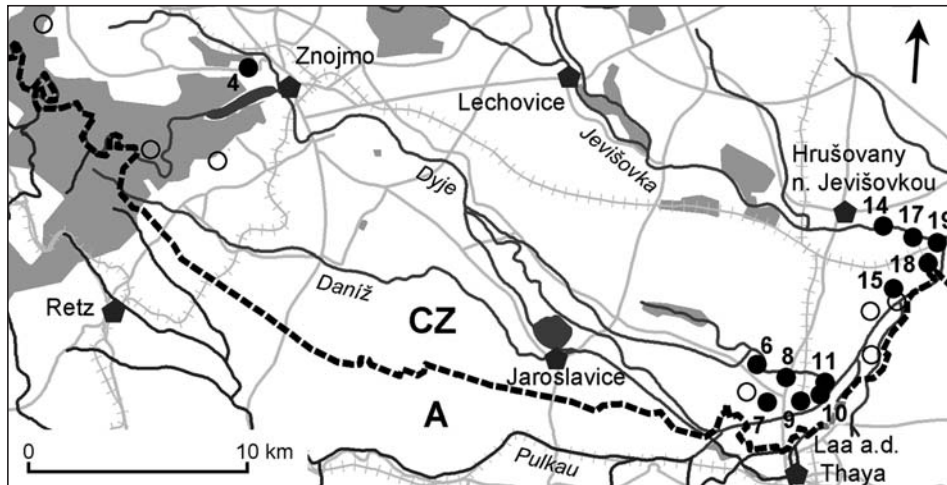 Znojmo
4
Lechovice
Jevišovka
Hrušovany
n. Jevišovkou
14
17
19
18
15
Dyje
Daníž
Retz
CZ
Jaroslavice
6
8
11
7
9
10
A
Laa a.d.
Thaya
Pulkau
0
10 km